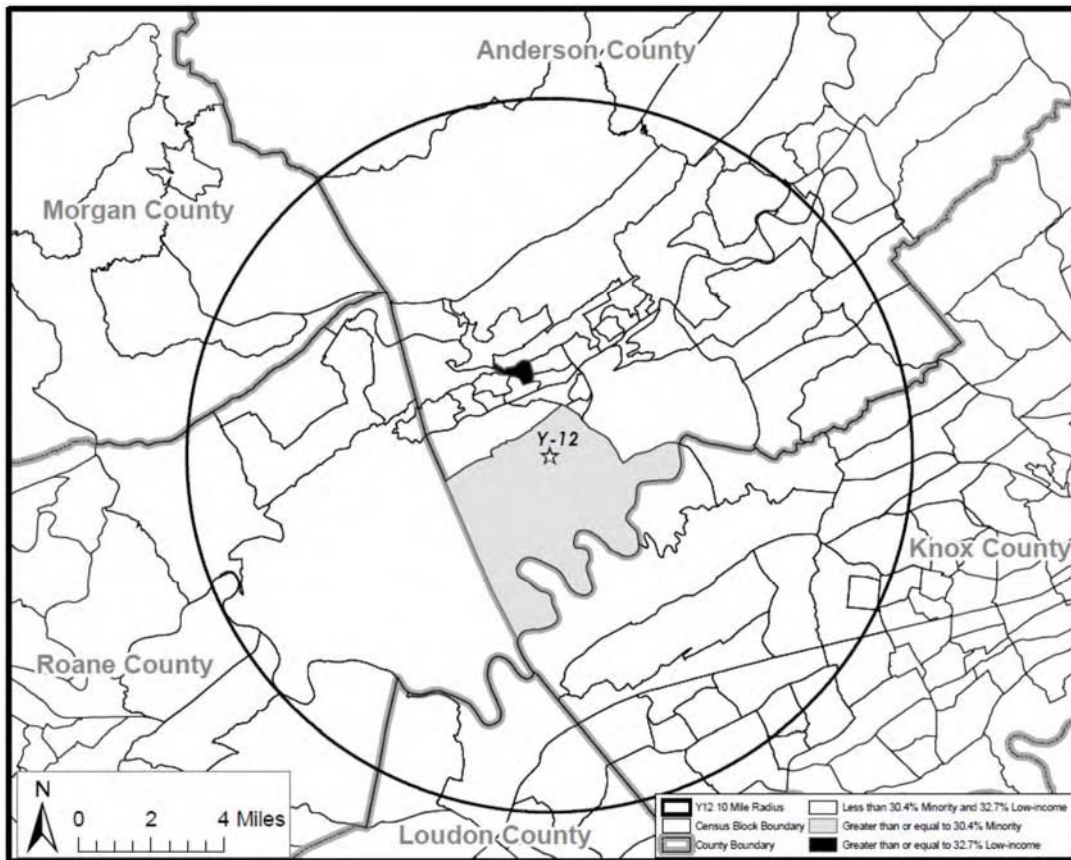 Anderson County
Morgan County
Y-12
Knox County
Roane County
Loudon County
N
0 2 4 Miles
Y12 10 Mile Radius
Census Block Boundary
County Boundary
Less than 30.4% Minority and 32.7% Low-income
Greater than or equal to 30.4% Minority
Greater than or equal to 32.7% Low-income